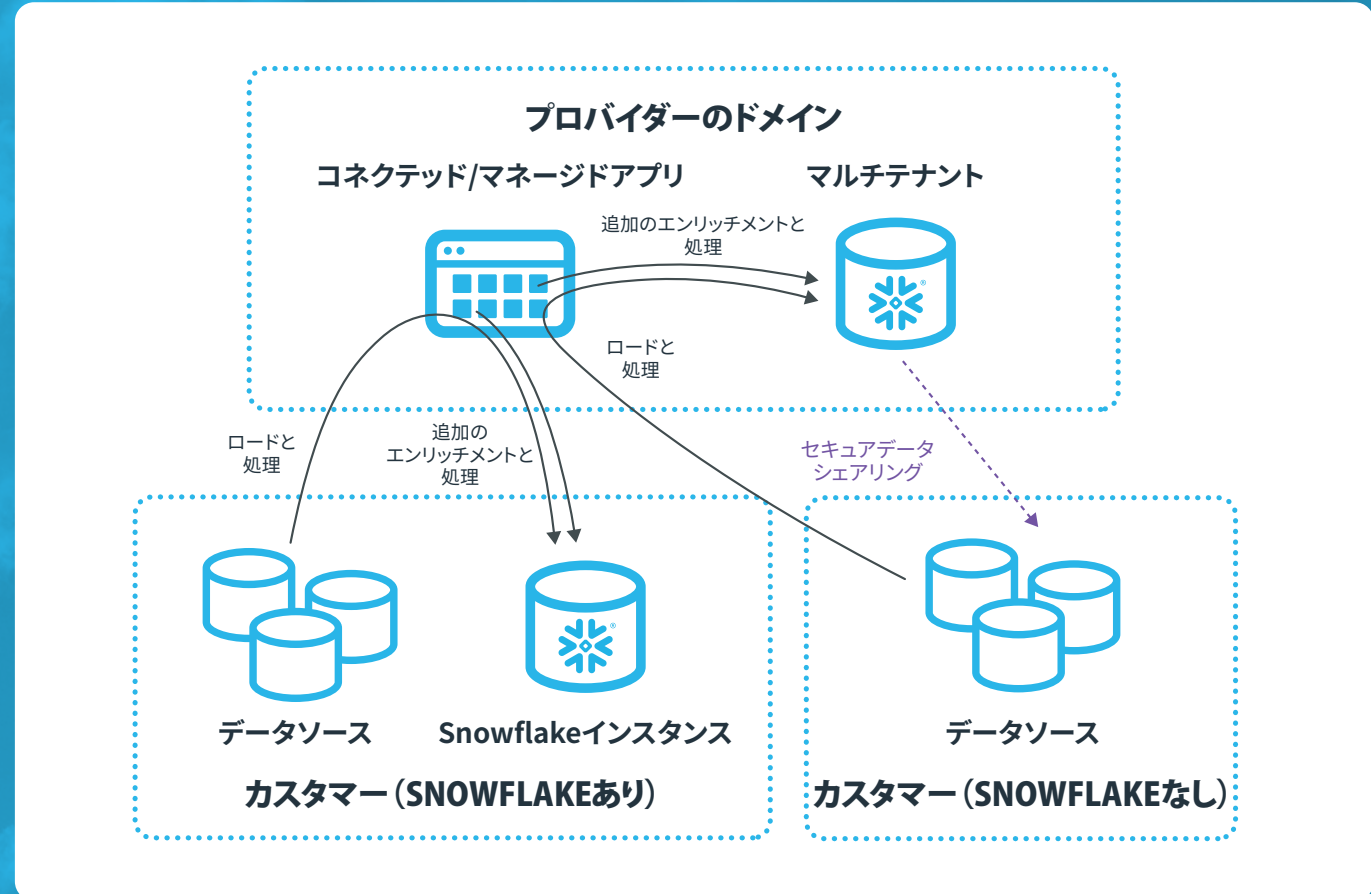 プロバイダーのドメイン
コネクテッド/マネージドアプリ
マルチテナント
追加のエンリッチメントと
処理
®
ロードと
処理
ロードと
処理
追加の
エンリッチメントと
処理
セキュアデータ
シェアリング
®
データソース
Snowflakeインスタンス
カスタマー（SNOWFLAKEあり）
データソース
カスタマー（SNOWFLAKEなし）